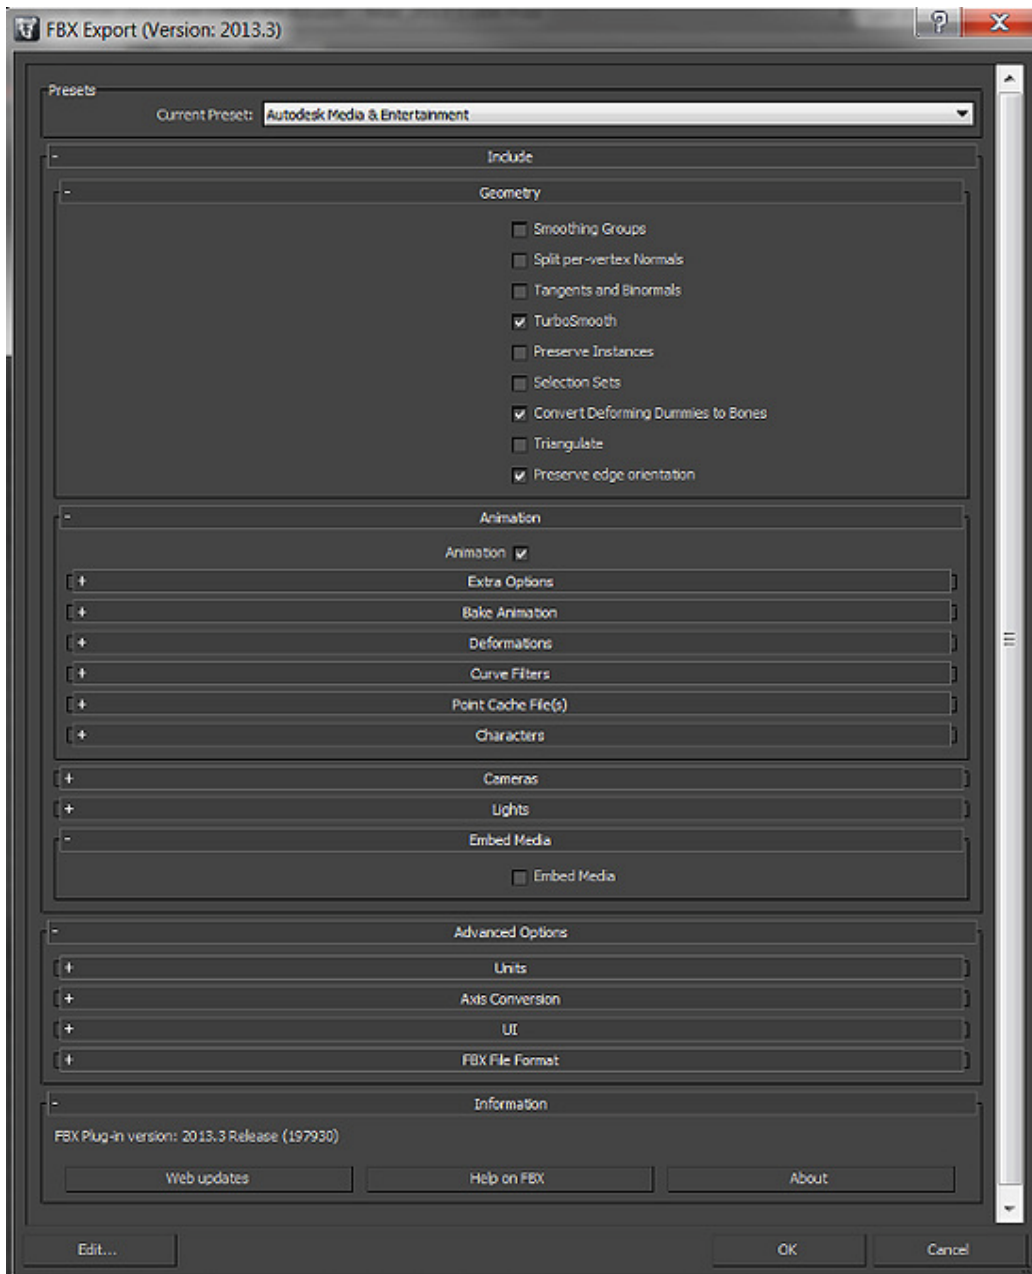 FBX Export (Version: 2013.3)
Presets
Current Preset: Autodesk Media & Entertainment
Include
Geometry
Smoothing Groups
Split per-vertex Normals
Tangents and Binormals
TurboSmooth
Preserve Instances
Selection Sets
Convert Deforming Dummies to Bones
Triangulate
Preserve edge orientation
Animation
Animation
Extra Options
Bake Animation
Deformations
Curve Filters
Point Cache File(s)
Characters
Cameras
Lights
Embed Media
Embed Media
Advanced Options
Units
Axis Conversion
UI
FBX File Format
Information
FBX Plug-in version: 2013.3 Release (197930)
Web updates Help on FBX About
Edit... OK Cancel